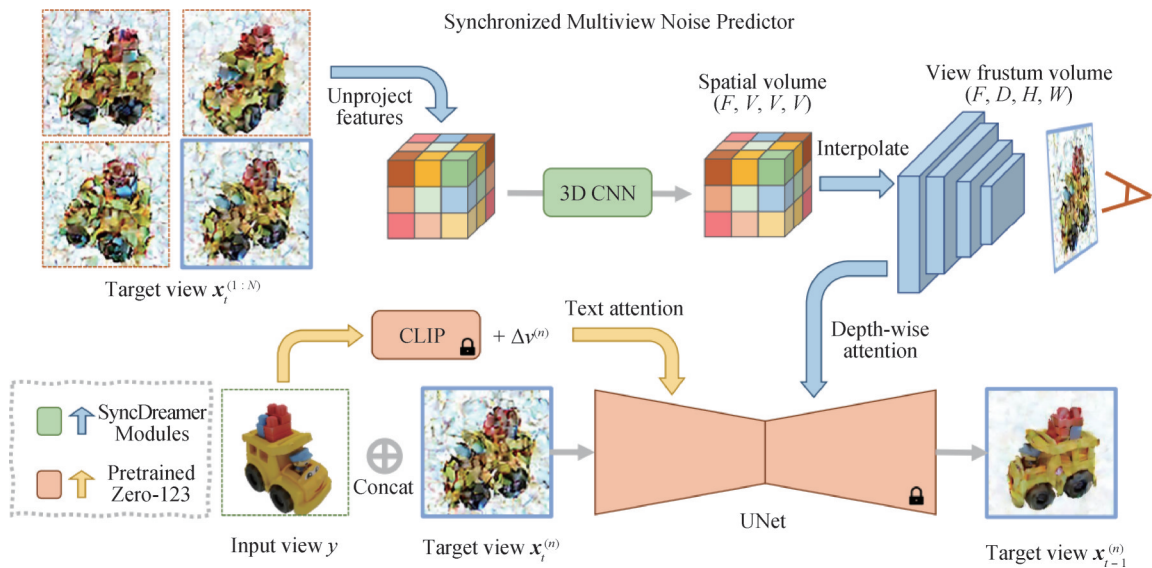 Synchronized Multiview Noise Predictor
Unproject
features
Spatial volume
(F, V, V, V)
View frustum volume
(F, D, H, W)
3D CNN
Interpolate
Target view x_t^(1:N)
CLIP
+ Δv^(n)
Text attention
Depth-wise
attention
SyncDreamer
Modules
Pretrained
Zero-123
Concat
UNet
Input view y
Target view x_t^(n)
Target view x_{t-1}^(n)